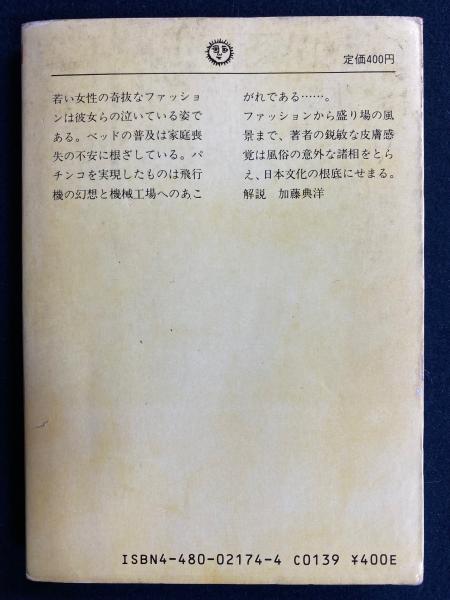 定価400円
若い女性の奇抜なファッショ
ンは彼女らの泣いている姿で
ある。ベッドの普及は家庭喪
失の不安に根ざしている。パ
チンコを実現したものは飛行
機の幻想と機械工場へのあこ
がれである……。
ファッションから盛り場の風
景まで、著者の鋭敏な皮膚感
覚は風俗の意外な諸相をとら
え、日本文化の根底にせまる。
解説　加藤典洋
ISBN4-480-02174-4 C0139 ¥400E